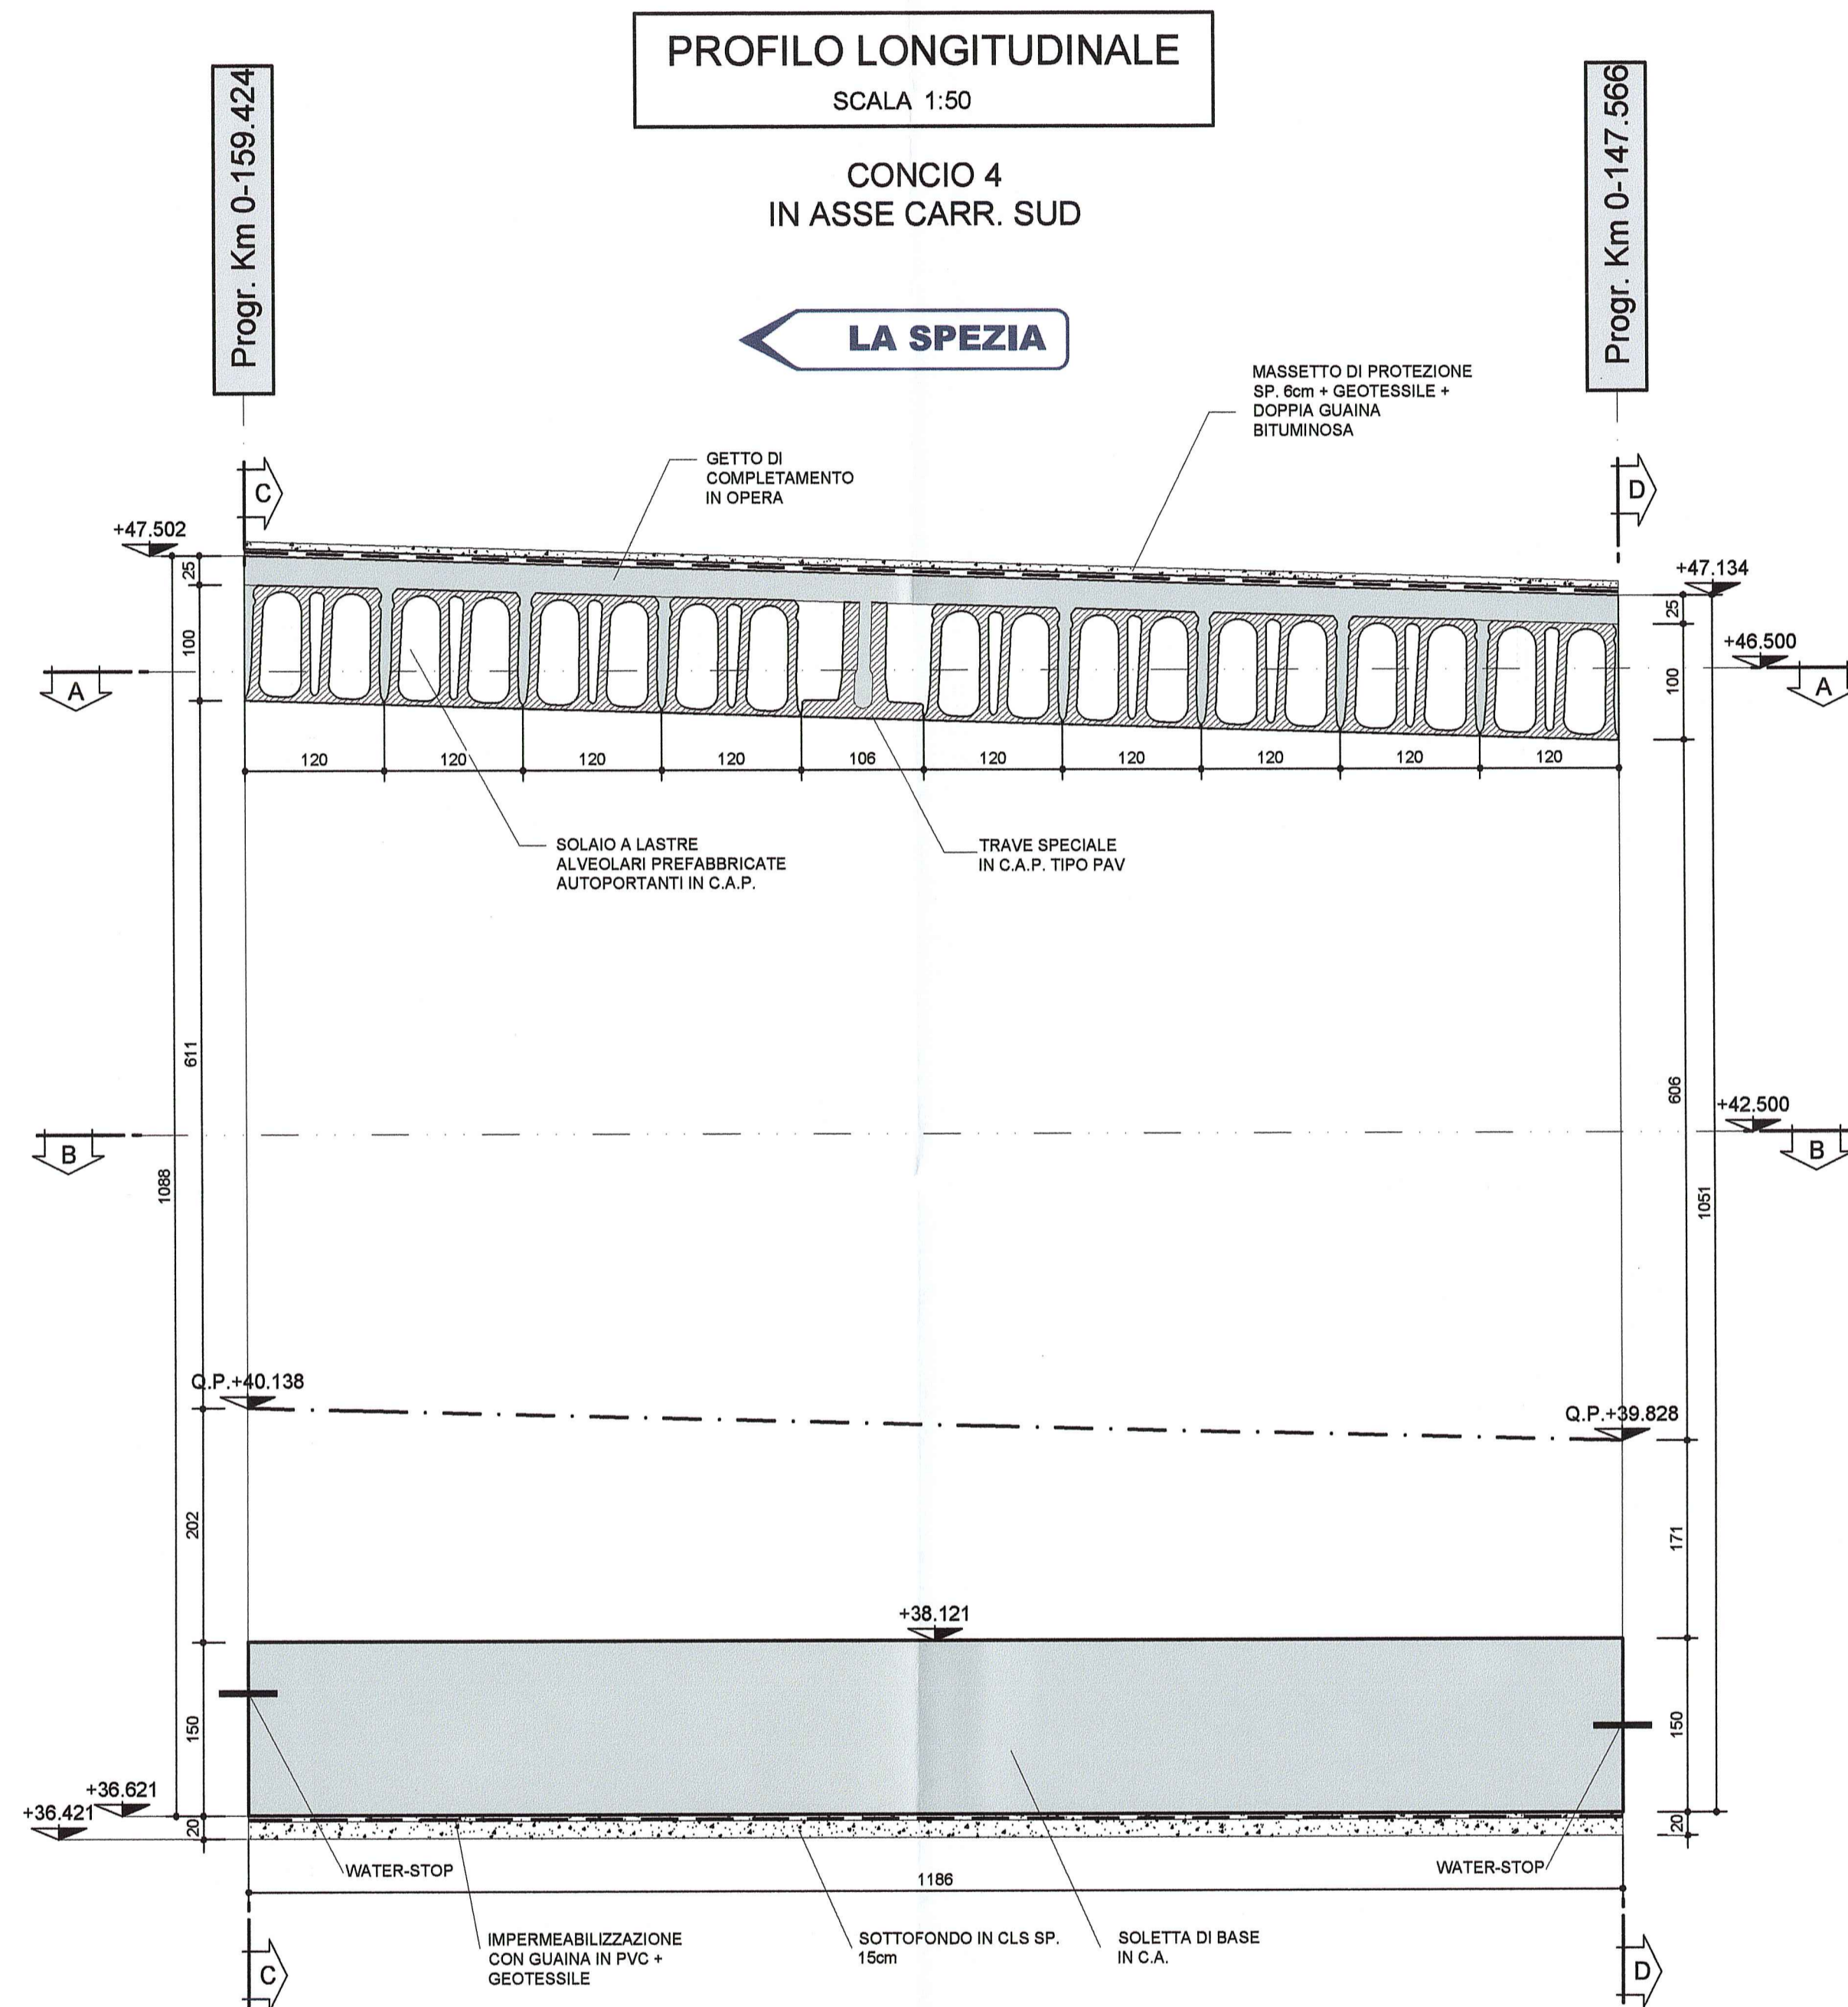 PROFILO LONGITUDINALE
SCALA 1:50
CONCIO 4
IN ASSE CARR. SUD
Progr. Km 0-159.424
Progr. Km 0-147.566
LA SPEZIA
MASSETTO DI PROTEZIONE
SP. 6cm + GEOTESSILE +
DOPPIA GUAINA
BITUMINOSA
GETTO DI
COMPLETAMENTO
IN OPERA
C
D
+47.502
+47.134
25
25
100
100
+46.500
A
A
120
120
120
120
106
120
120
120
120
120
SOLAIO A LASTRE
ALVEOLARI PREFABBRICATE
AUTOPORTANTI IN C.A.P.
TRAVE SPECIALE
IN C.A.P. TIPO PAV
611
606
+42.500
B
B
1088
1051
Q.P.+40.138
Q.P.+39.828
202
171
+38.121
150
150
+36.621
+36.421
20
20
WATER-STOP
WATER-STOP
1186
IMPERMEABILIZZAZIONE
CON GUAINA IN PVC +
GEOTESSILE
SOTTOFONDO IN CLS SP.
15cm
SOLETTA DI BASE
IN C.A.
C
D